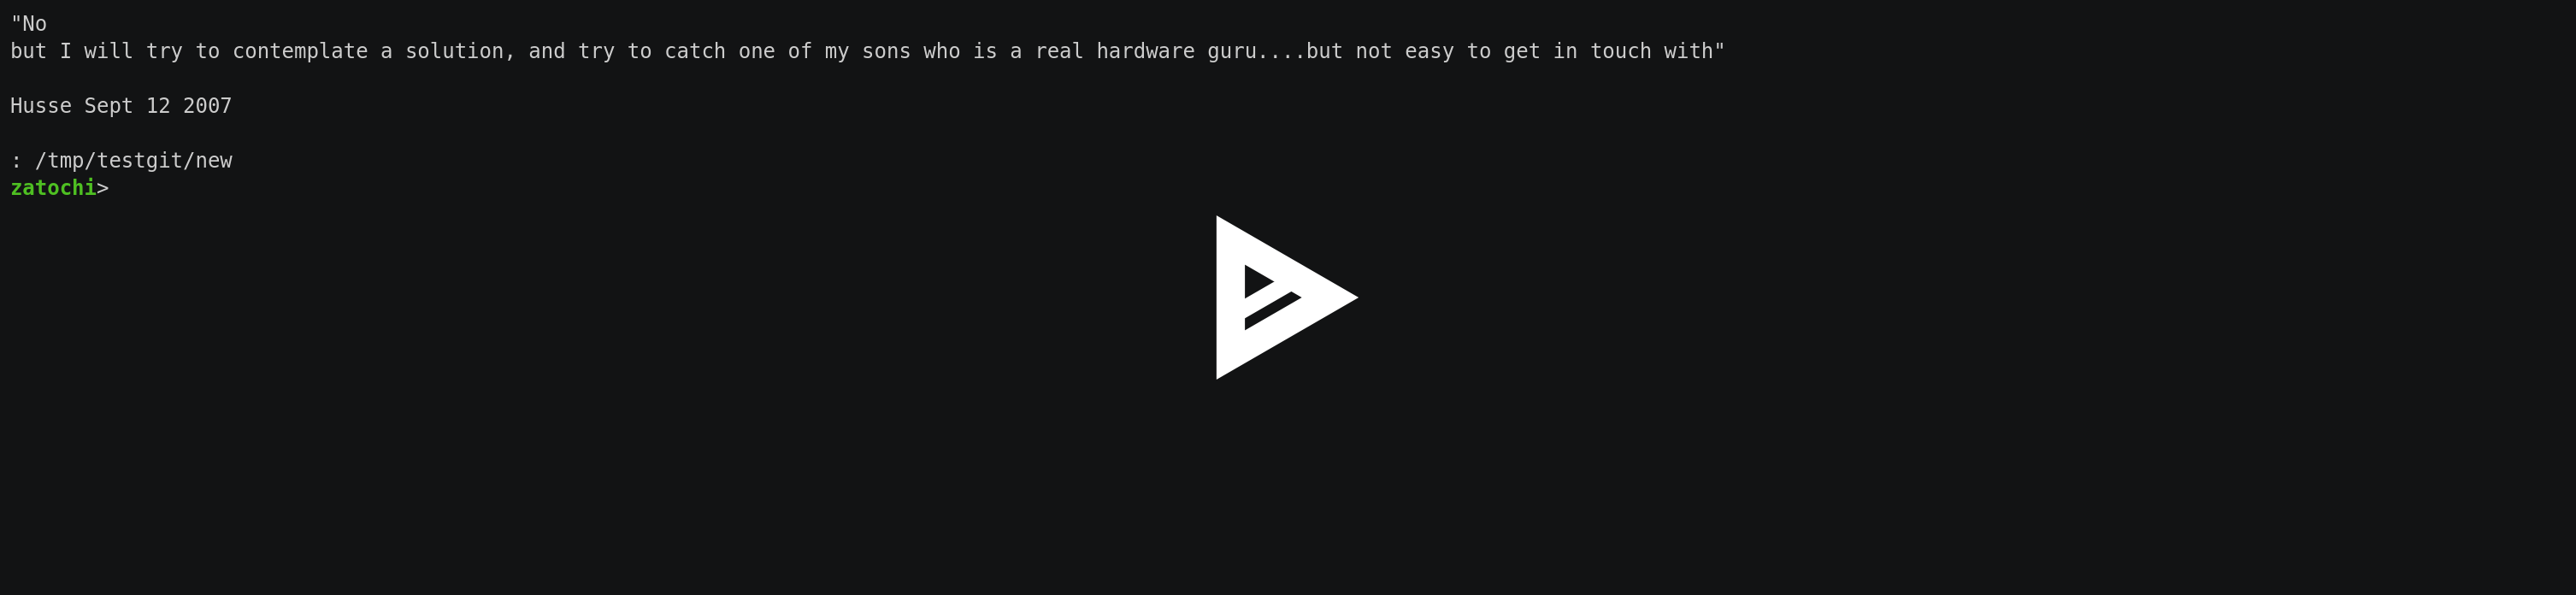 "No
but I will try to contemplate a solution, and try to catch one of my sons who is a real hardware guru....but not easy to get in touch with"
Husse Sept 12 2007
: /tmp/testgit/new
zatochi>